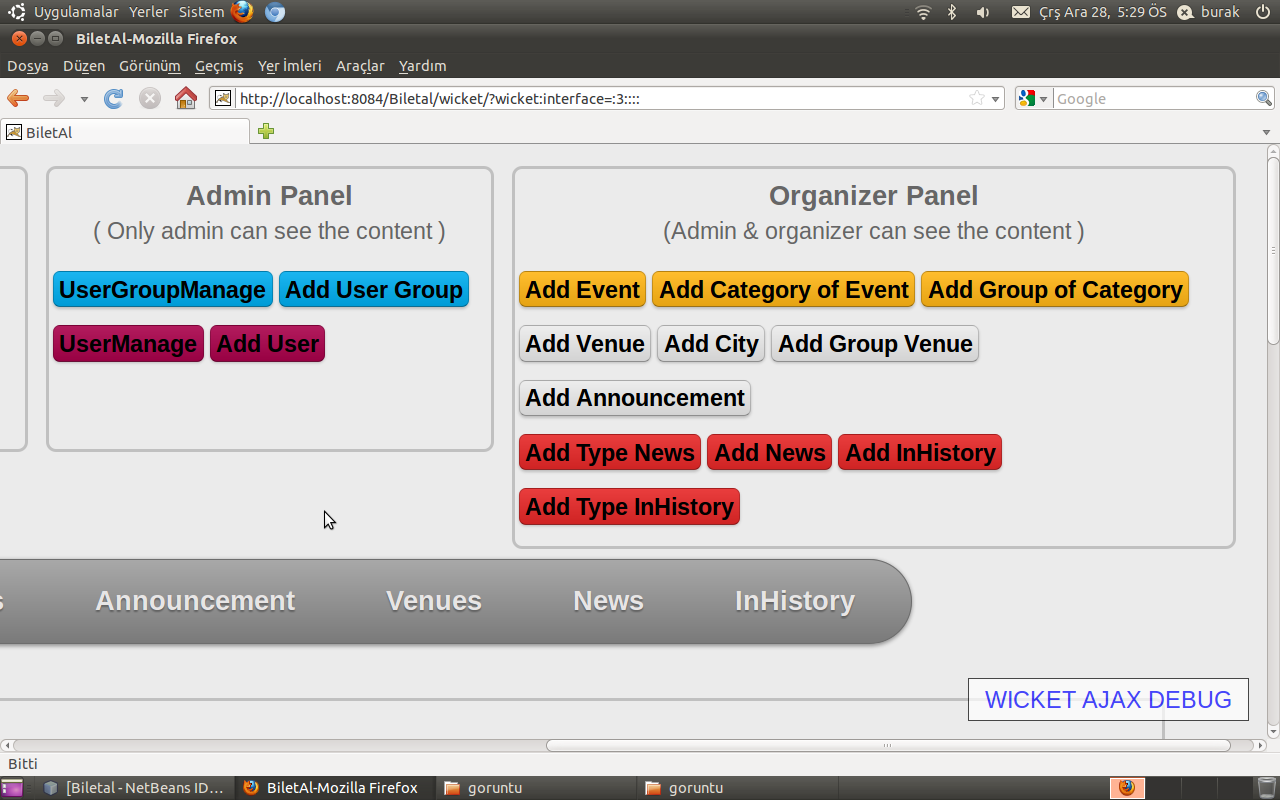 Uygulamalar Yerler Sistem Çrş Ara 28, 5:29 ÖS burak
BiletAl-Mozilla Firefox
Dosya Düzen Görünüm Geçmiş Yer İmleri Araçlar Yardım
http://localhost:8084/Biletal/wicket/?wicket:interface=:3:::: Google
BiletAl
Admin Panel
( Only admin can see the content )
UserGroupManage Add User Group
UserManage Add User
Organizer Panel
(Admin & organizer can see the content )
Add Event Add Category of Event Add Group of Category
Add Venue Add City Add Group Venue
Add Announcement
Add Type News Add News Add InHistory
Add Type InHistory
s Announcement Venues News InHistory
WICKET AJAX DEBUG
Bitti
[Biletal - NetBeans ID... BiletAl-Mozilla Firefox goruntu goruntu